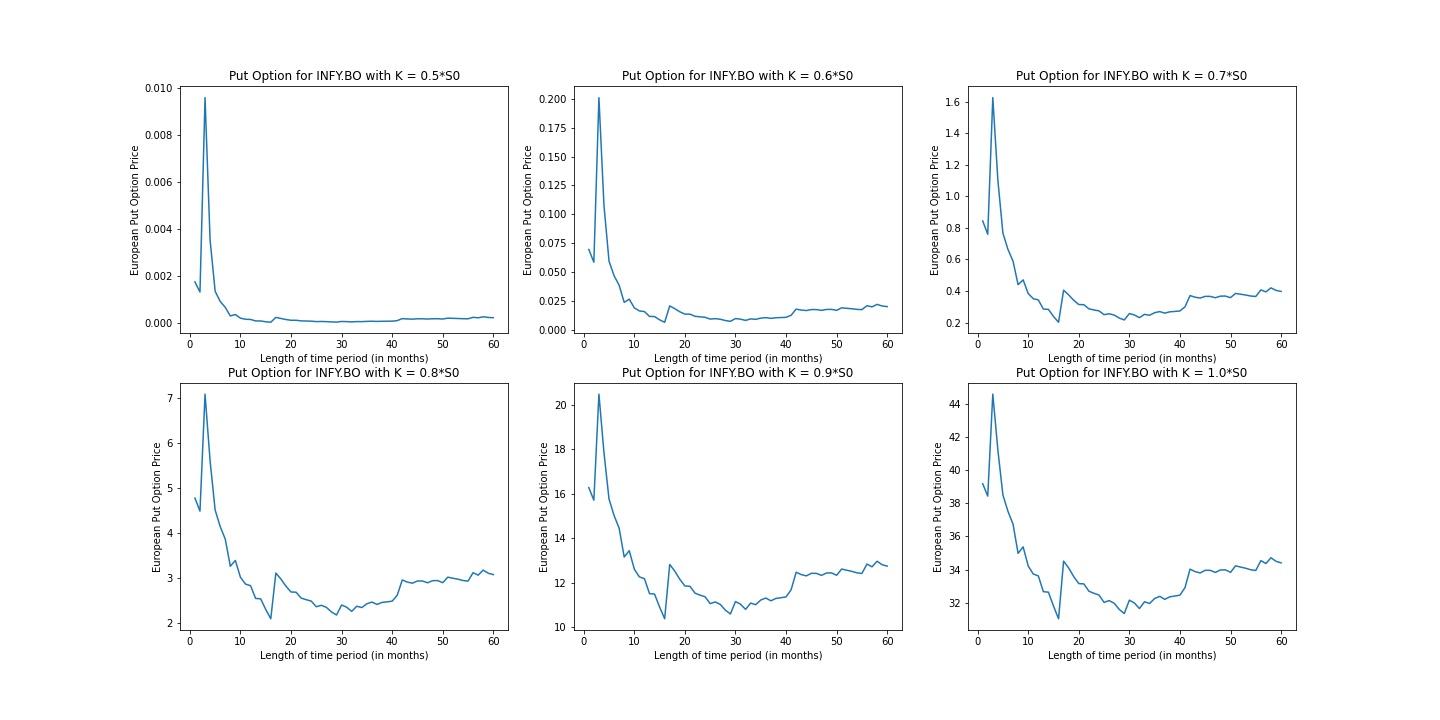 Put Option for INFY.BO with K = 0.5*S0
European Put Option Price
0.010
0.008
0.006
0.004
0.002
0.000
0 10 20 30 40 50 60
Length of time period (in months)
Put Option for INFY.BO with K = 0.6*S0
European Put Option Price
0.200
0.175
0.150
0.125
0.100
0.075
0.050
0.025
0.000
0 10 20 30 40 50 60
Length of time period (in months)
Put Option for INFY.BO with K = 0.7*S0
European Put Option Price
1.6
1.4
1.2
1.0
0.8
0.6
0.4
0.2
0 10 20 30 40 50 60
Length of time period (in months)
Put Option for INFY.BO with K = 0.8*S0
European Put Option Price
7
6
5
4
3
2
0 10 20 30 40 50 60
Length of time period (in months)
Put Option for INFY.BO with K = 0.9*S0
European Put Option Price
20
18
16
14
12
10
0 10 20 30 40 50 60
Length of time period (in months)
Put Option for INFY.BO with K = 1.0*S0
European Put Option Price
44
42
40
38
36
34
32
0 10 20 30 40 50 60
Length of time period (in months)